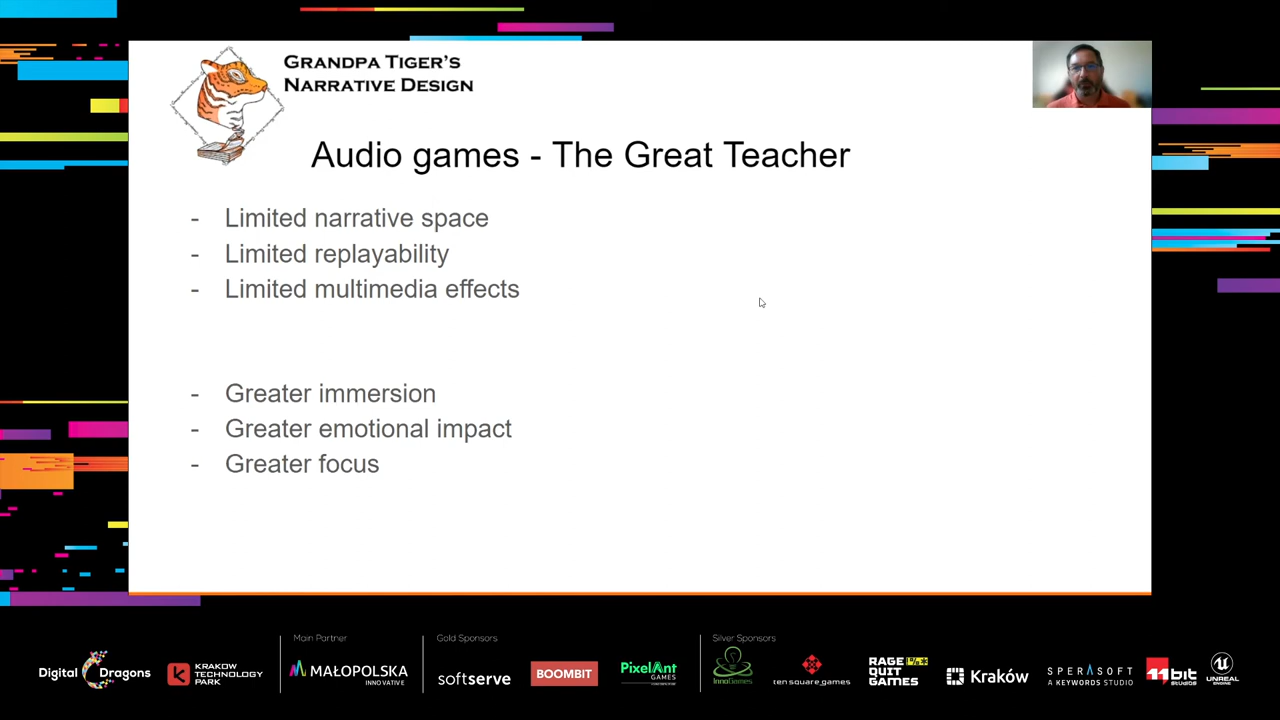 GRANDPA TIGER'S
NARRATIVE DESIGN
Audio games - The Great Teacher
- Limited narrative space
- Limited replayability
- Limited multimedia effects
- Greater immersion
- Greater emotional impact
- Greater focus
Main Partner
Gold Sponsors
Silver Sponsors
Digital Dragons
KRAKOW
TECHNOLOGY
PARK
MAŁOPOLSKA
INNOVATIVE
softserve
BOOMBIT
PixelAnt
GAMES
InnoGames
ten square games
RAGE
QUIT
GAMES
Kraków
SPERASOFT
A KEYWORDS STUDIO
11bit
STUDIOS
UNREAL
ENGINE